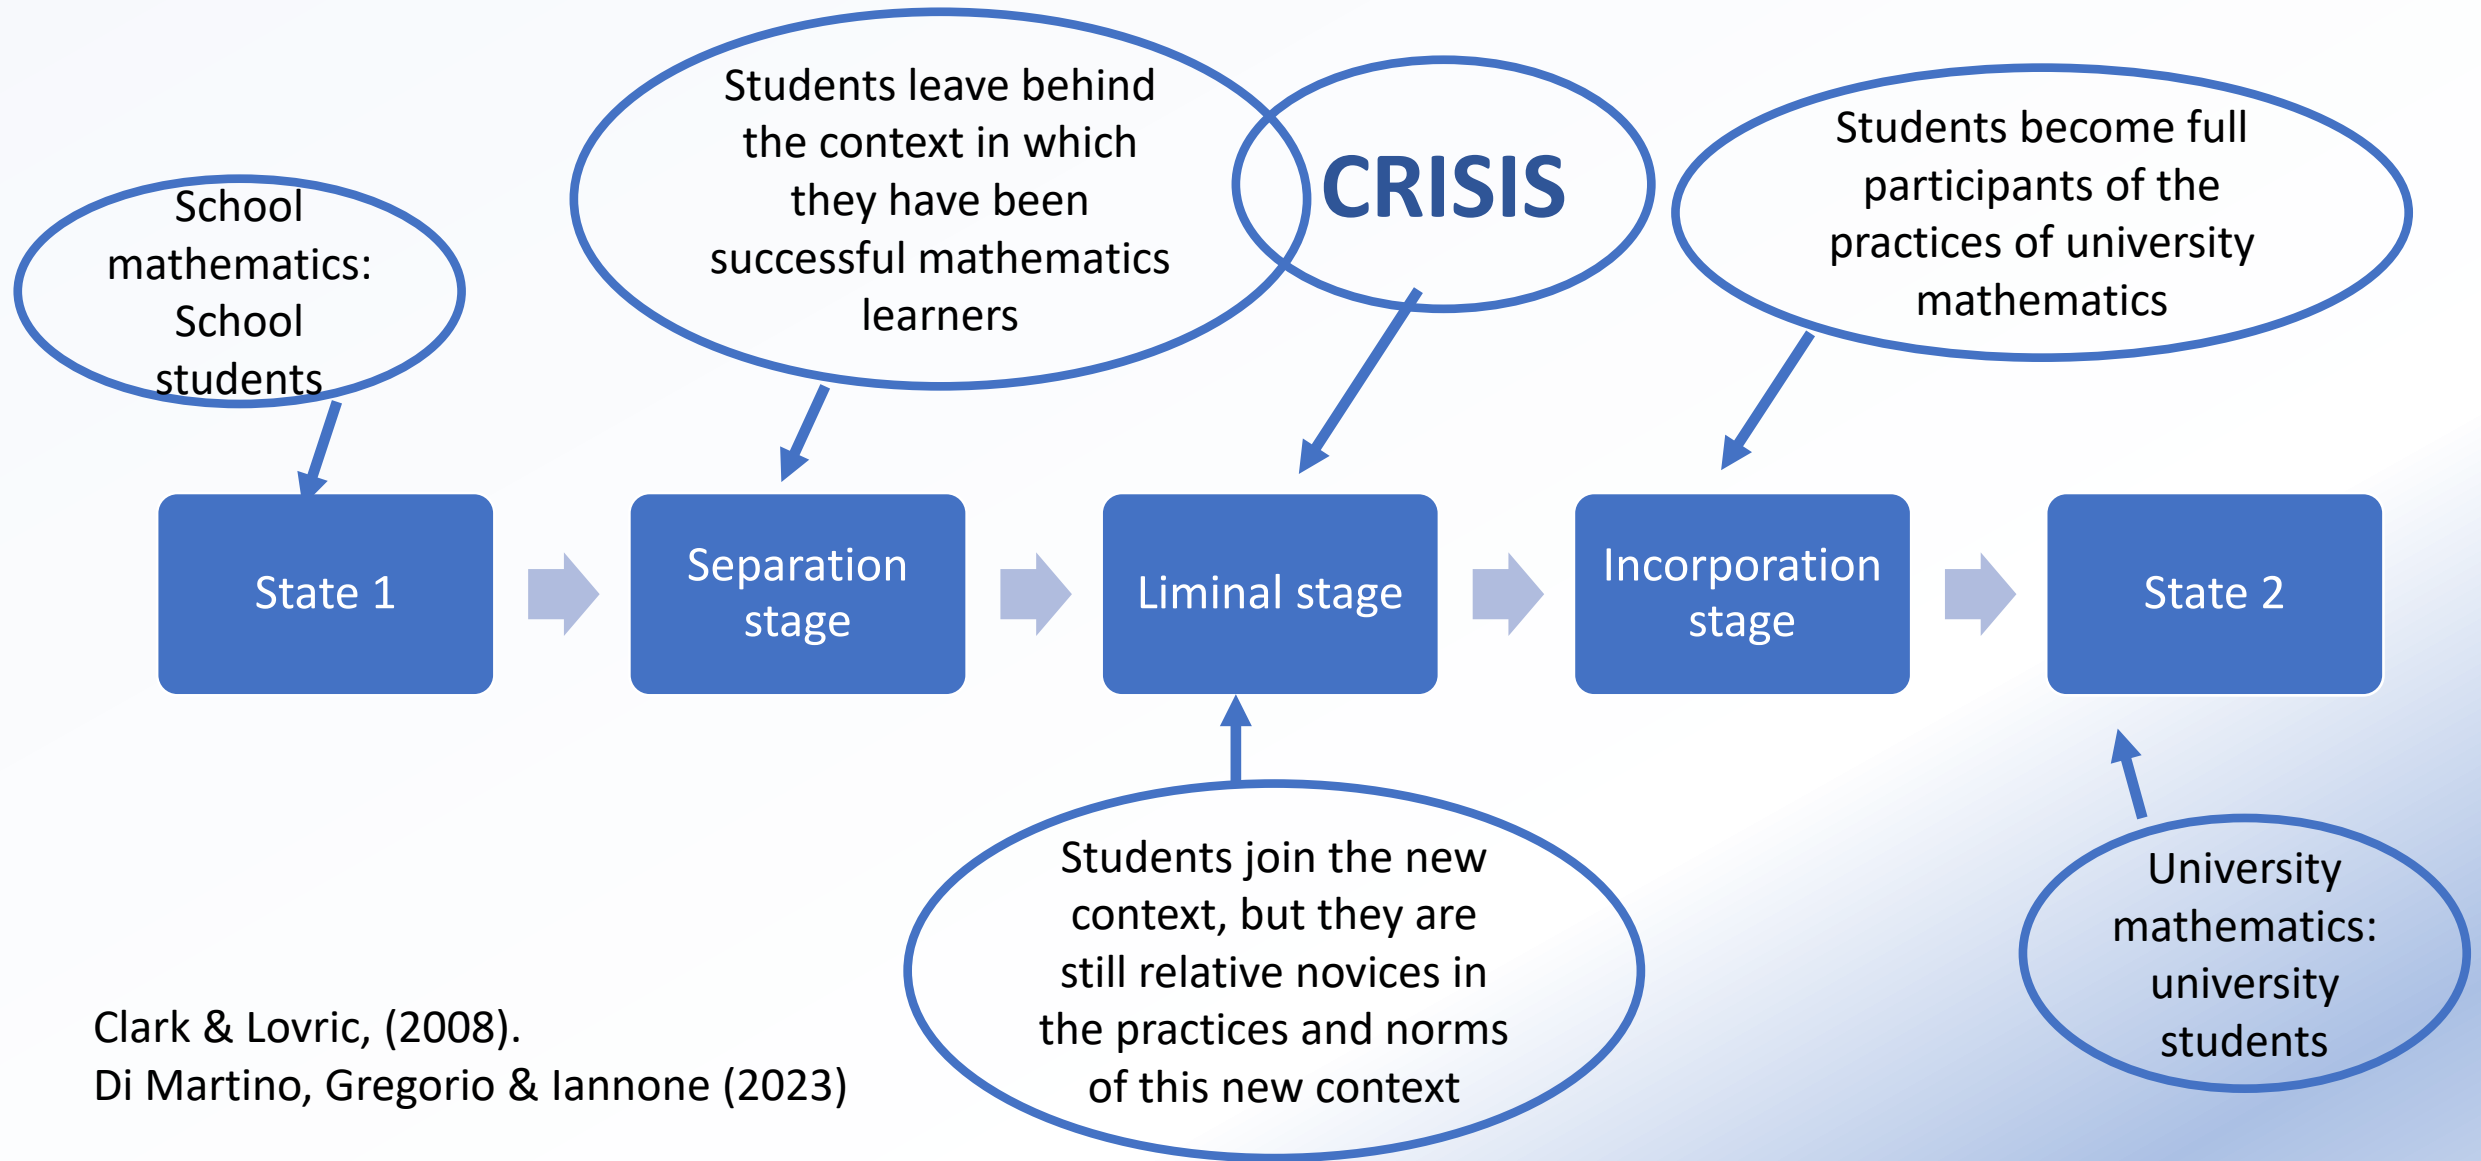 School
mathematics:
School
students
Students leave behind
the context in which
they have been
successful mathematics
learners
CRISIS
Students become full
participants of the
practices of university
mathematics
State 1
Separation
stage
Liminal stage
Incorporation
stage
State 2
Students join the new
context, but they are
still relative novices in
the practices and norms
of this new context
University
mathematics:
university
students
Clark & Lovric, (2008).
Di Martino, Gregorio & Iannone (2023)